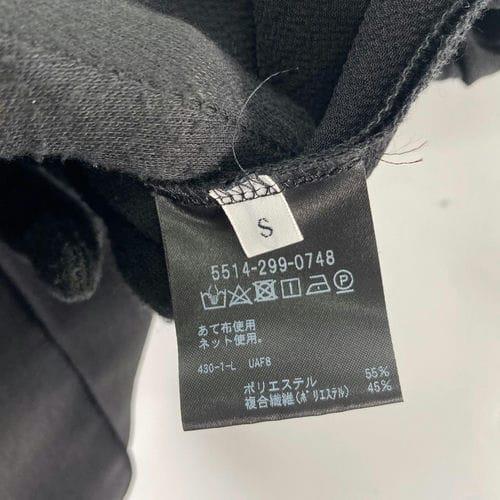 S
5514-299-0748
あて布使用
ネット使用.
430-1-L UAF8
ポリエステル 55%
複合繊維(ポリエステル) 45%